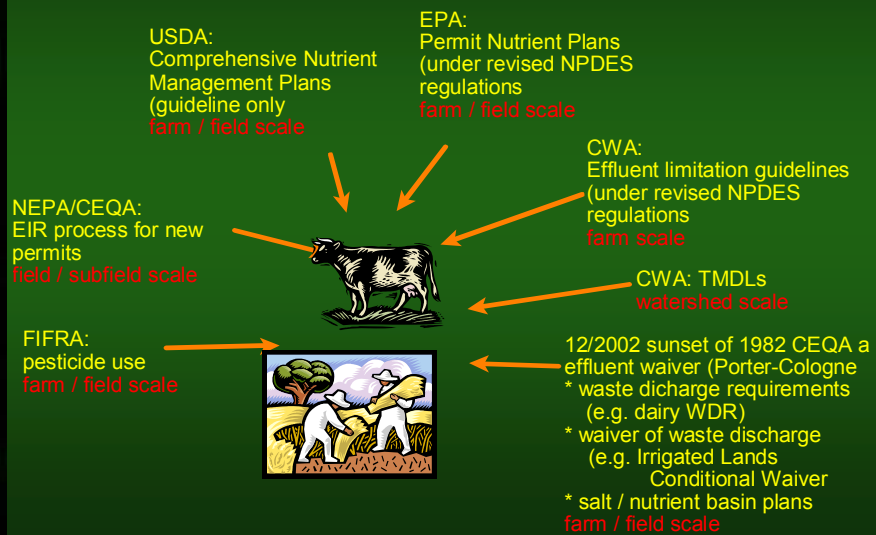 USDA:
Comprehensive Nutrient
Management Plans
(guideline only
farm / field scale
EPA:
Permit Nutrient Plans
(under revised NPDES
regulations
farm / field scale
CWA:
Effluent limitation guidelines
(under revised NPDES
regulations
farm scale
NEPA/CEQA:
EIR process for new
permits
field / subfield scale
CWA: TMDLs
watershed scale
FIFRA:
pesticide use
farm / field scale
12/2002 sunset of 1982 CEQA a
effluent waiver (Porter-Cologne
* waste dicharge requirements
(e.g. dairy WDR)
* waiver of waste discharge
(e.g. Irrigated Lands
Conditional Waiver
* salt / nutrient basin plans
farm / field scale